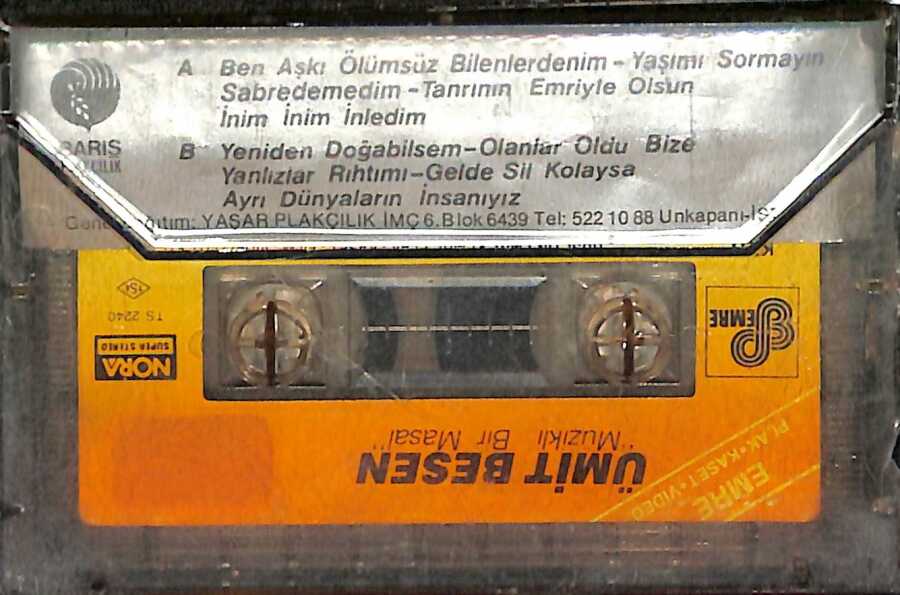 A Ben Aşkı Ölümsüz Bilenlerdenim - Yaşımı Sormayın
Sabredemedim - Tanrının Emriyle Olsun
İnim İnim İnledim
BARIŞ
B Yeniden Doğabilsem - Olanlar Oldu Bize
Yanlızlar Rıhtımı - Gelde Sil Kolaysa
Ayrı Dünyaların İnsanıyız
YAŞAR PLAKÇILIK İMÇ 6. Blok 6439 Tel: 522 10 88 Unkapanı-İst
TSE
TS 2240
NORA
SUPER STEREO
EMRE
"Müzikli Bir Masal"
ÜMİT BESEN
EMRE
PLAK • KASET • VİDEO